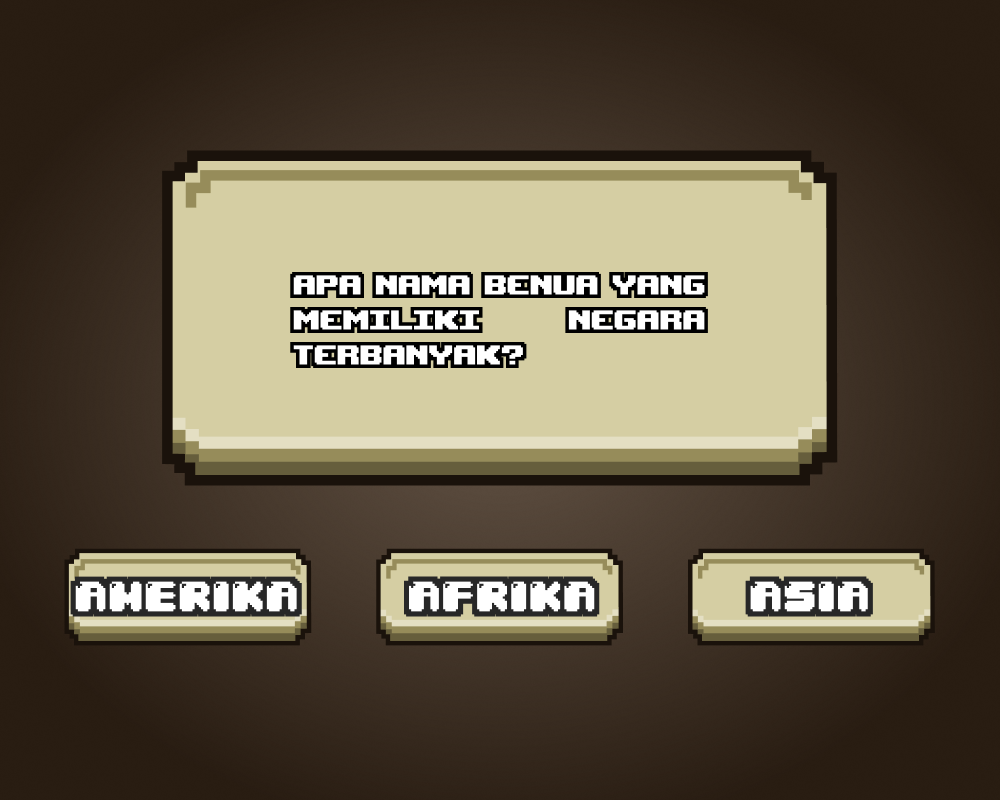 APA NAMA BENUA YANG
MEMILIKI NEGARA
TERBANYAK?
AMERIKA
AFRIKA
ASIA